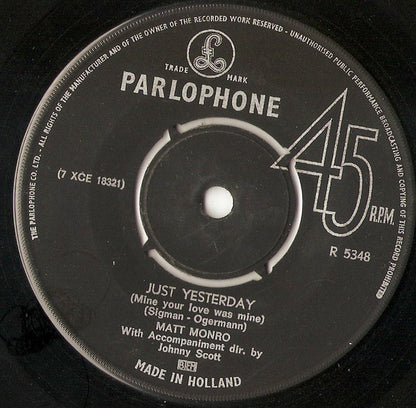 THE PARLOPHONE CO. LTD. - ALL RIGHTS OF THE MANUFACTURER AND OF THE OWNER OF THE RECORDED WORK RESERVED - UNAUTHORISED PUBLIC PERFORMANCE BROADCASTING AND COPYING OF THIS RECORD PROHIBITED
£
TRADE MARK
PARLOPHONE
45
R.P.M.
(7 XCE 18321)
R 5348
JUST YESTERDAY
(Mine your love was mine)
(Sigman - Ogermann)
MATT MONRO
With Accompaniment dir. by
Johnny Scott
MADE IN HOLLAND